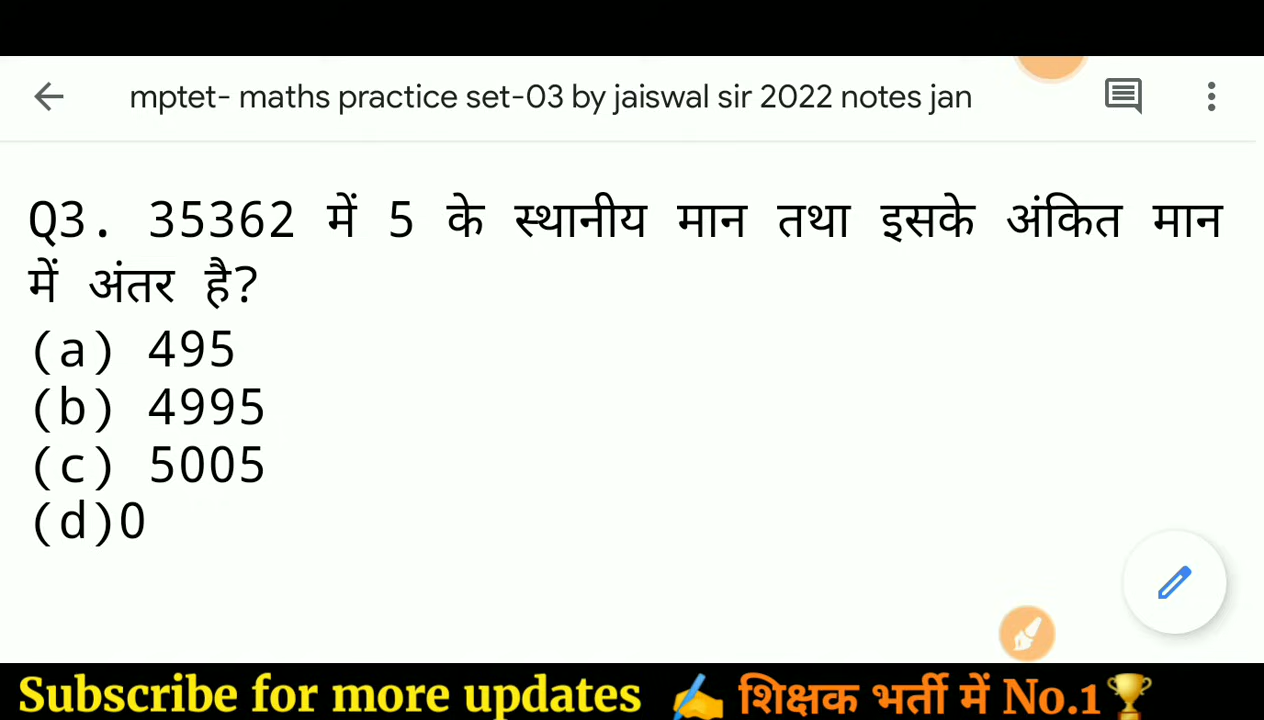 mptet- maths practice set-03 by jaiswal sir 2022 notes jan
Q3. 35362 में 5 के स्थानीय मान तथा इसके अंकित मान
में अंतर है?
(a) 495
(b) 4995
(c) 5005
(d)0
Subscribe for more updates ✍️ शिक्षक भर्ती में No.1🏆